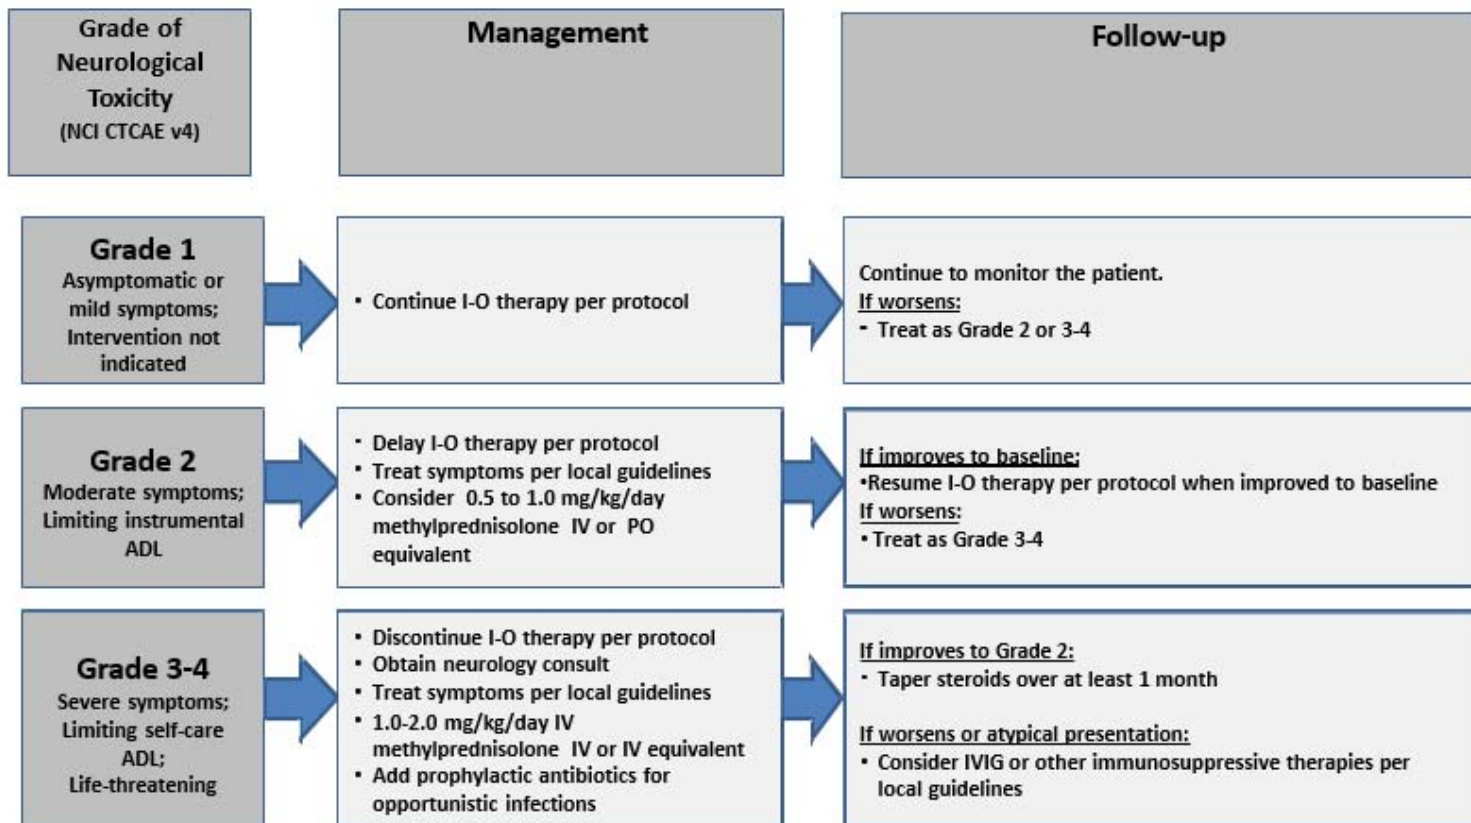 Grade of
Neurological
Toxicity
(NCI CTCAE v4)
Management
Follow-up
Grade 1
Asymptomatic or
mild symptoms;
Intervention not
indicated
• Continue I-O therapy per protocol
Continue to monitor the patient.
If worsens:
- Treat as Grade 2 or 3-4
Grade 2
Moderate symptoms;
Limiting instrumental
ADL
• Delay I-O therapy per protocol
• Treat symptoms per local guidelines
• Consider 0.5 to 1.0 mg/kg/day
methylprednisolone IV or PO
equivalent
If improves to baseline:
•Resume I-O therapy per protocol when improved to baseline
If worsens:
• Treat as Grade 3-4
Grade 3-4
Severe symptoms;
Limiting self-care
ADL;
Life-threatening
• Discontinue I-O therapy per protocol
• Obtain neurology consult
• Treat symptoms per local guidelines
• 1.0-2.0 mg/kg/day IV
methylprednisolone IV or IV equivalent
• Add prophylactic antibiotics for
opportunistic infections
If improves to Grade 2:
• Taper steroids over at least 1 month
If worsens or atypical presentation:
• Consider IVIG or other immunosuppressive therapies per
local guidelines